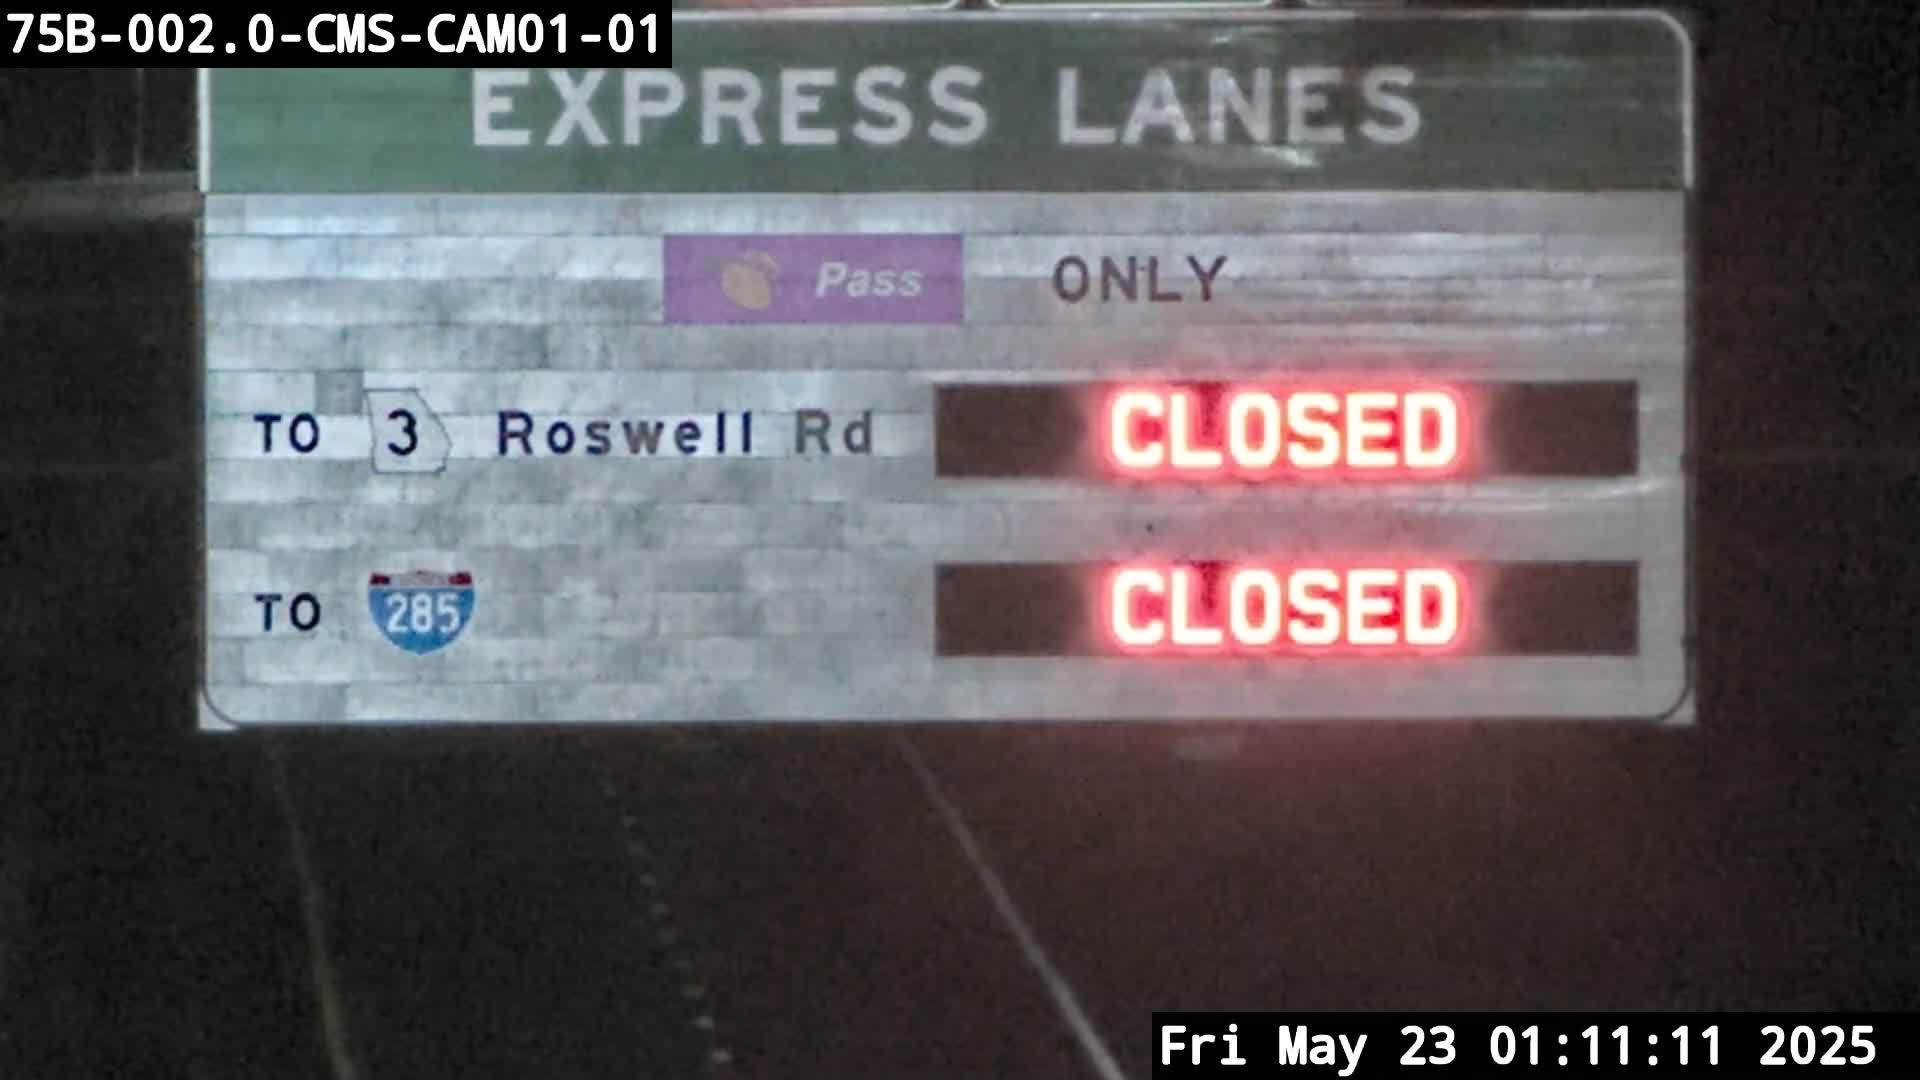 75B-002.0-CMS-CAM01-01
EXPRESS LANES
Pass ONLY
TO 3 Roswell Rd CLOSED
TO 285 CLOSED
Fri May 23 01:11:11 2025